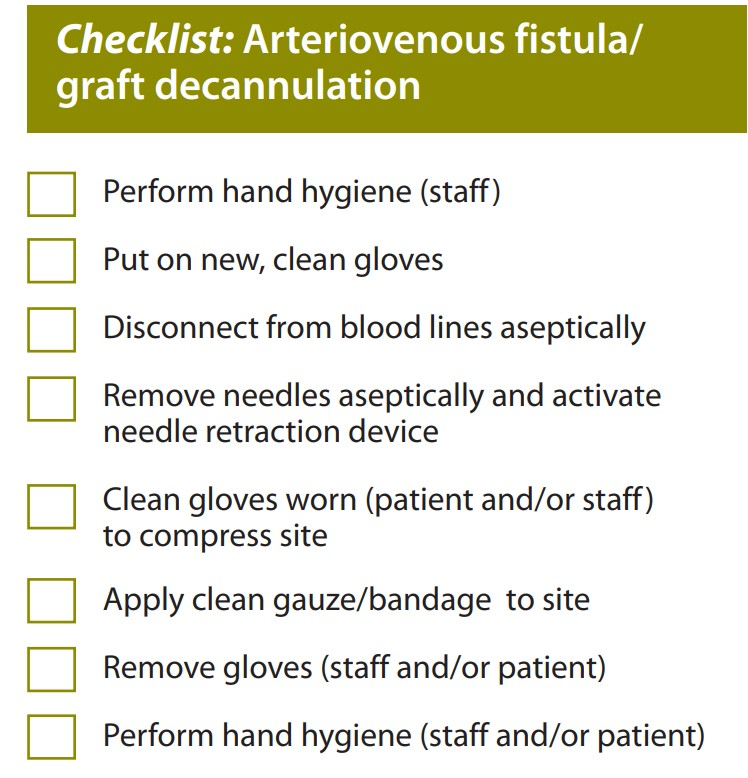 Checklist: Arteriovenous fistula/
graft decannulation
Perform hand hygiene (staff)
Put on new, clean gloves
Disconnect from blood lines aseptically
Remove needles aseptically and activate
needle retraction device
Clean gloves worn (patient and/or staff)
to compress site
Apply clean gauze/bandage  to site
Remove gloves (staff and/or patient)
Perform hand hygiene (staff and/or patient)